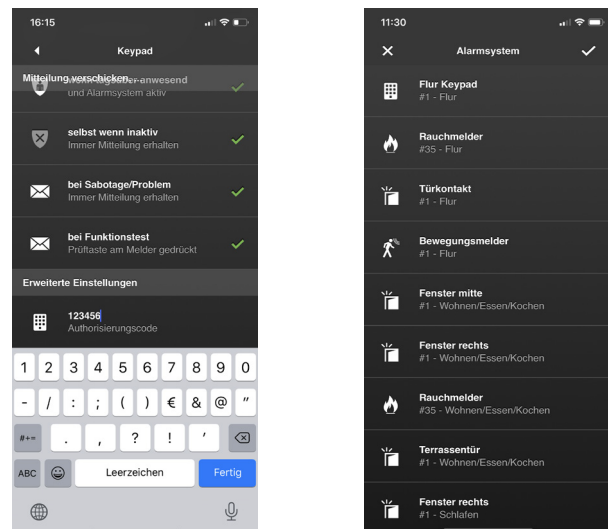 16:15
Keypad
Mitteilung verschicken...
und Alarmsystem aktiv
selbst wenn inaktiv
Immer Mitteilung erhalten
bei Sabotage/Problem
Immer Mitteilung erhalten
bei Funktionstest
Prüftaste am Melder gedrückt
Erweiterte Einstellungen
123456
Authorisierungscode
1 2 3 4 5 6 7 8 9 0
- / : ; ( ) € & @ "
#+= . , ? ! '
ABC Leerzeichen Fertig
11:30
Alarmsystem
Flur Keypad
#1 - Flur
Rauchmelder
#35 - Flur
Türkontakt
#1 - Flur
Bewegungsmelder
#1 - Flur
Fenster mitte
#1 - Wohnen/Essen/Kochen
Fenster rechts
#1 - Wohnen/Essen/Kochen
Rauchmelder
#35 - Wohnen/Essen/Kochen
Terrassentür
#1 - Wohnen/Essen/Kochen
Fenster rechts
#1 - Schlafen